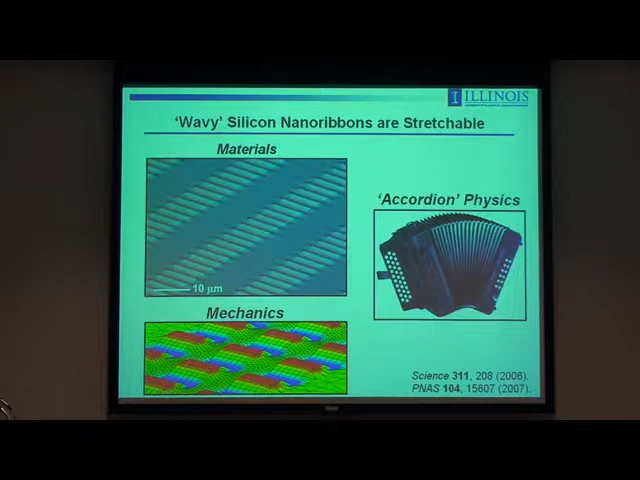 ILLINOIS
'Wavy' Silicon Nanoribbons are Stretchable
Materials
10 μm
'Accordion' Physics
Mechanics
Science 311, 208 (2006).
PNAS 104, 15607 (2007).